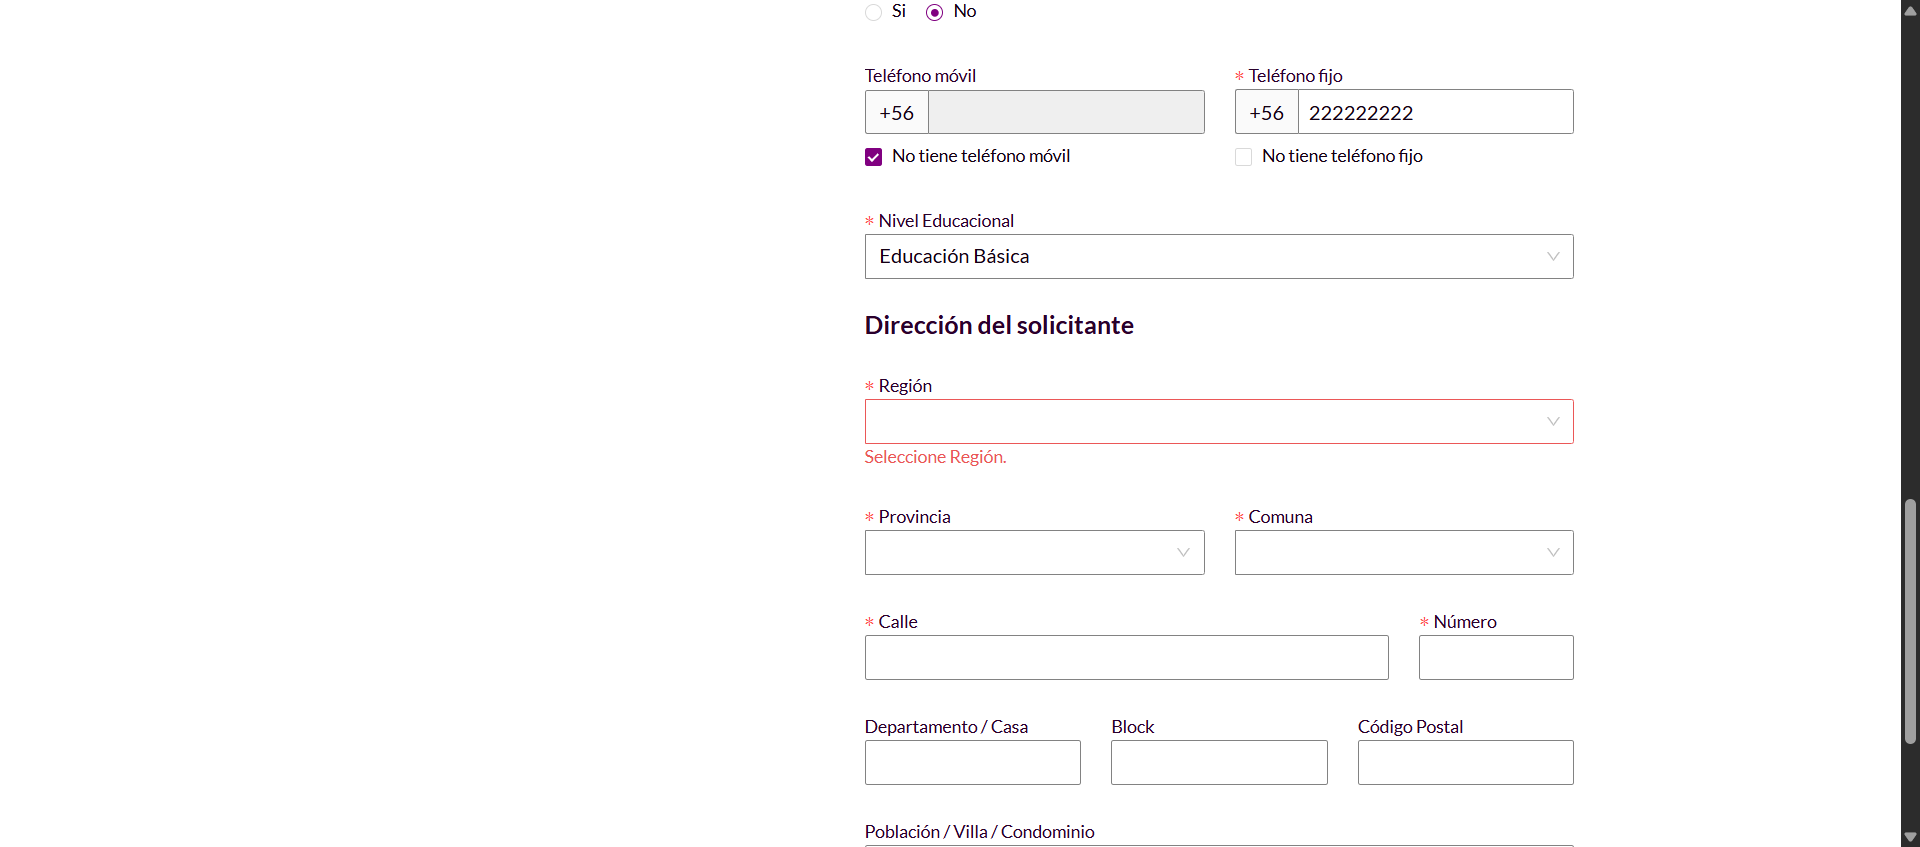 Si No
Teléfono móvil * Teléfono fijo
+56 +56 222222222
No tiene teléfono móvil No tiene teléfono fijo
* Nivel Educacional
Educación Básica
Dirección del solicitante
* Región
Seleccione Región.
* Provincia * Comuna
* Calle * Número
Departamento / Casa Block Código Postal
Población / Villa / Condominio